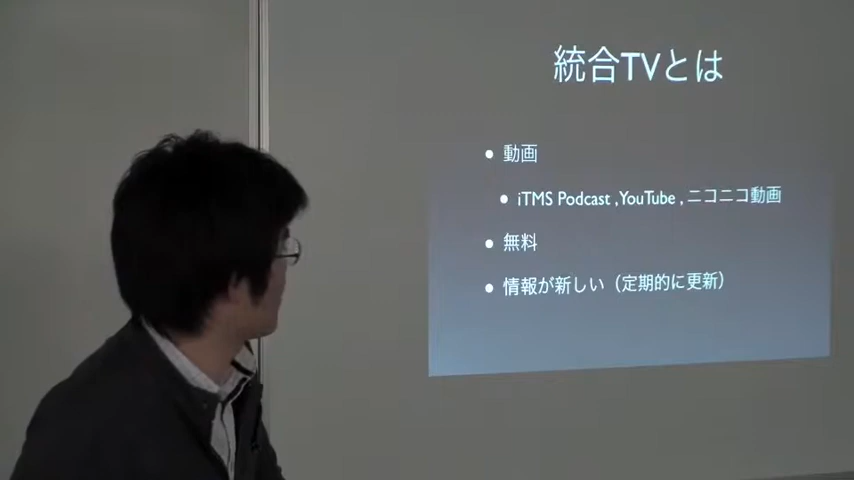 統合TVとは
• 動画
• iTMS Podcast ,YouTube , ニコニコ動画
• 無料
• 情報が新しい（定期的に更新）